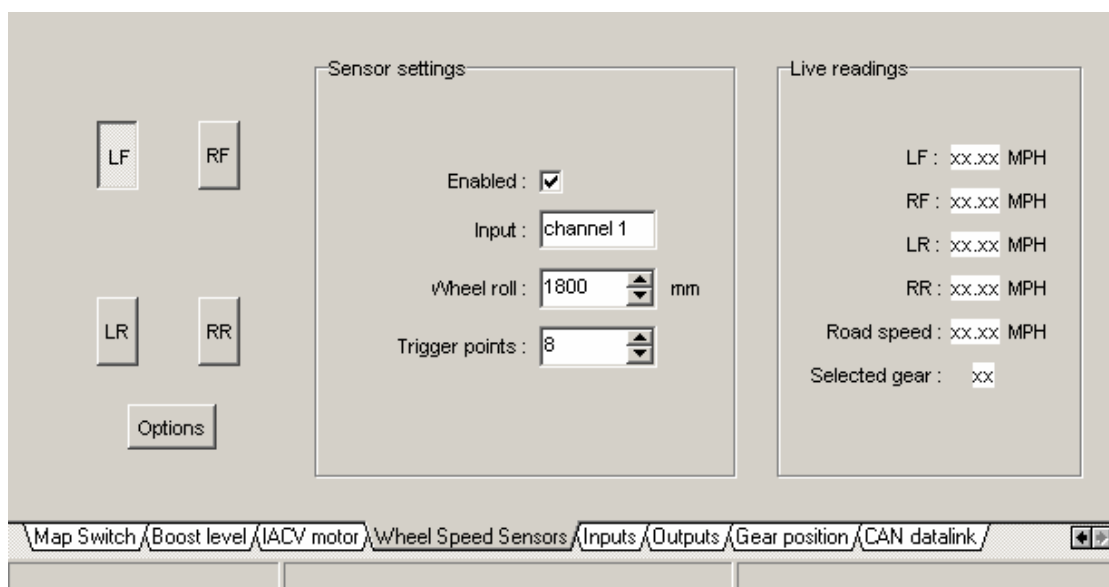 LF
RF
LR
RR
Options
Sensor settings
Enabled :
Input : channel 1
Wheel roll : 1800 mm
Trigger points : 8
Live readings
LF : xx.xx MPH
RF : xx.xx MPH
LR : xx.xx MPH
RR : xx.xx MPH
Road speed : xx.xx MPH
Selected gear : xx
Map Switch Boost level IACV motor Wheel Speed Sensors Inputs Outputs Gear position CAN datalink